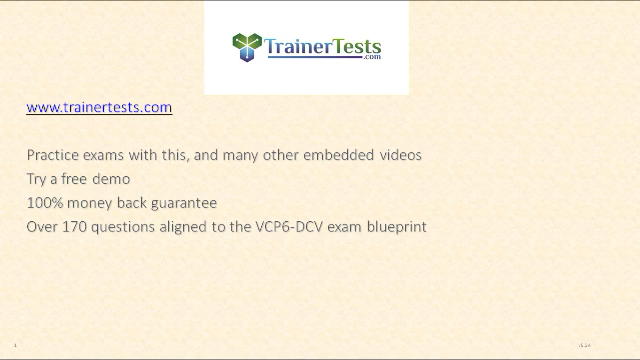 TrainerTests
.com
www.trainertests.com
Practice exams with this, and many other embedded videos
Try a free demo
100% money back guarantee
Over 170 questions aligned to the VCP6-DCV exam blueprint
1